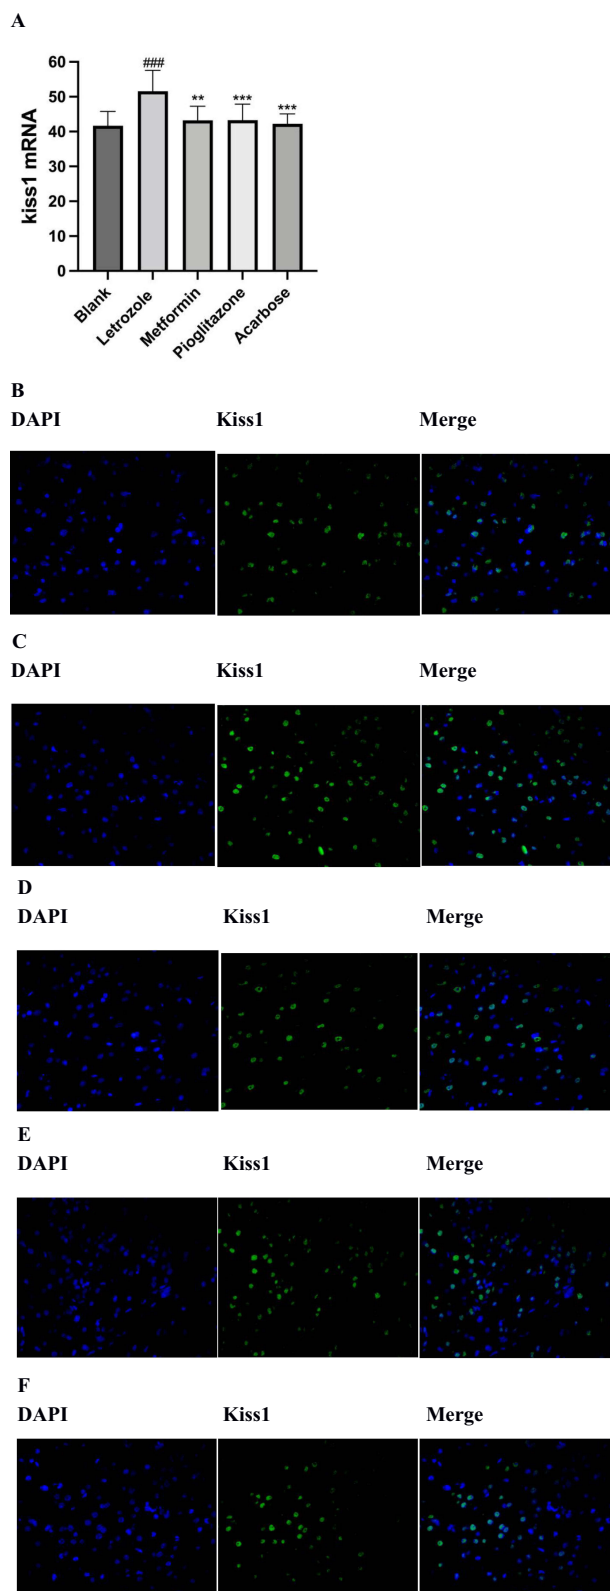 A
60
50
40
30
20
10
0
kiss1 mRNA
###
**
***
***
Blank
Letrozole
Metformin
Pioglitazone
Acarbose
B
DAPI Kiss1 Merge
C
DAPI Kiss1 Merge
D
DAPI Kiss1 Merge
E
DAPI Kiss1 Merge
F
DAPI Kiss1 Merge